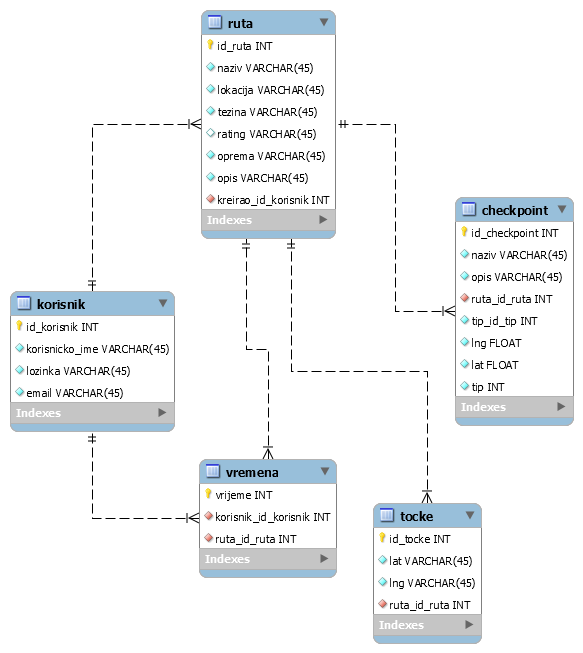 ruta
id_ruta INT
naziv VARCHAR(45)
lokacija VARCHAR(45)
tezina VARCHAR(45)
rating VARCHAR(45)
oprema VARCHAR(45)
opis VARCHAR(45)
kreirao_id_korisnik INT
Indexes
checkpoint
id_checkpoint INT
naziv VARCHAR(45)
opis VARCHAR(45)
ruta_id_ruta INT
tip_id_tip INT
lng FLOAT
lat FLOAT
tip INT
Indexes
korisnik
id_korisnik INT
korisnicko_ime VARCHAR(45)
lozinka VARCHAR(45)
email VARCHAR(45)
Indexes
vremena
vrijeme INT
korisnik_id_korisnik INT
ruta_id_ruta INT
Indexes
tocke
id_tocke INT
lat VARCHAR(45)
lng VARCHAR(45)
ruta_id_ruta INT
Indexes